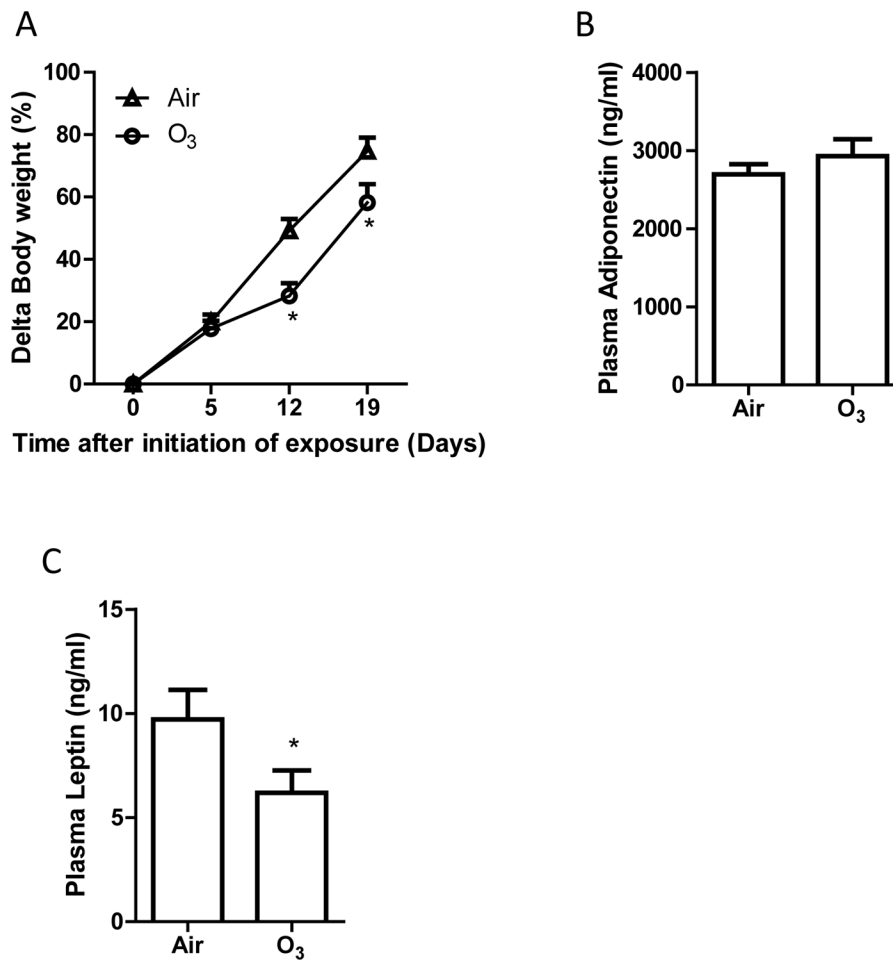 A
Delta Body weight (%)
100
80
60
40
20
0
Air
O₃
*
*
0 5 12 19
Time after initiation of exposure (Days)
B
Plasma Adiponectin (ng/ml)
4000
3000
2000
1000
0
Air O₃
C
Plasma Leptin (ng/ml)
15
10
5
0
*
Air O₃